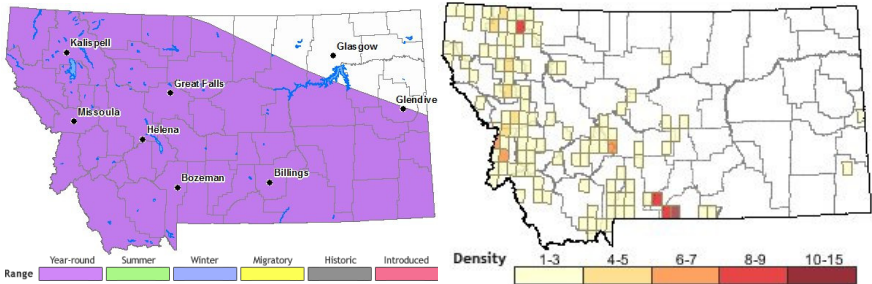 Kalispell
Glasgow
Great Falls
Glendive
Missoula
Helena
Bozeman
Billings
Year-round Summer Winter Migratory Historic Introduced
Range
Density 1-3 4-5 6-7 8-9 10-15